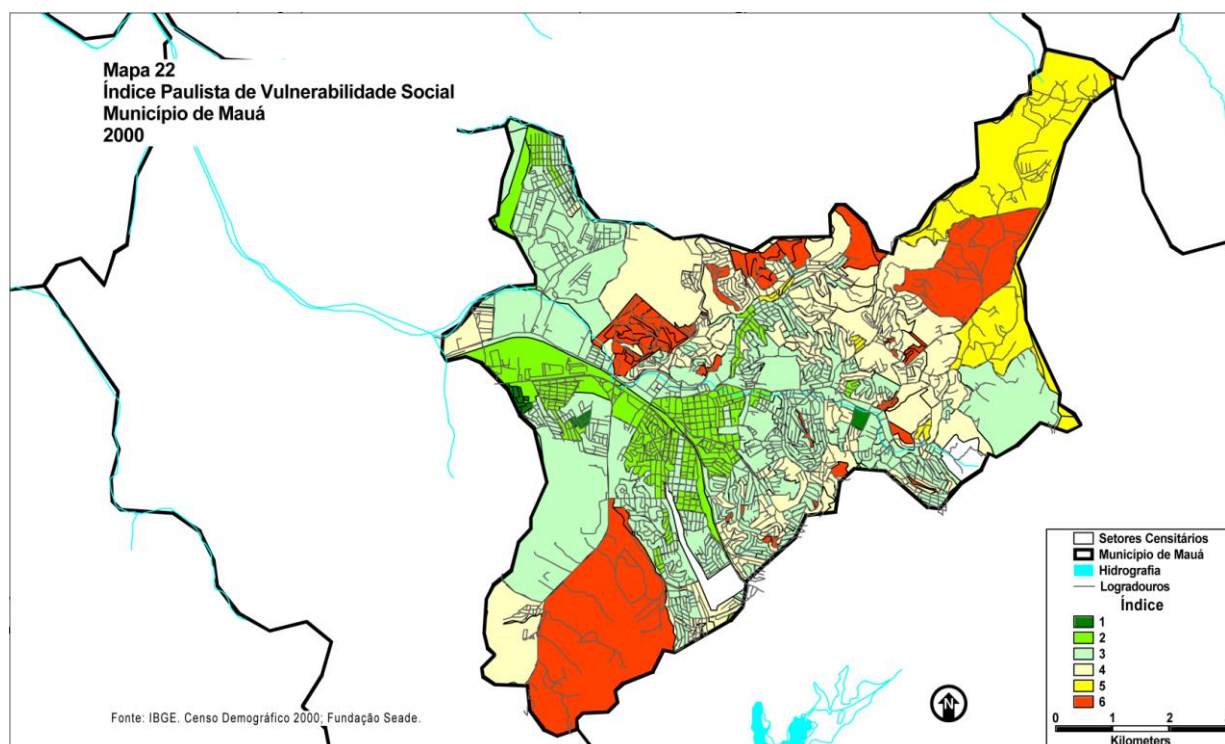 Mapa 22
Índice Paulista de Vulnerabilidade Social
Município de Mauá
2000
Setores Censitários
Município de Mauá
Hidrografia
Logradouros
Índice
1
2
3
4
5
6
N
0 1 2
Kilometers
Fonte: IBGE. Censo Demográfico 2000; Fundação Seade.